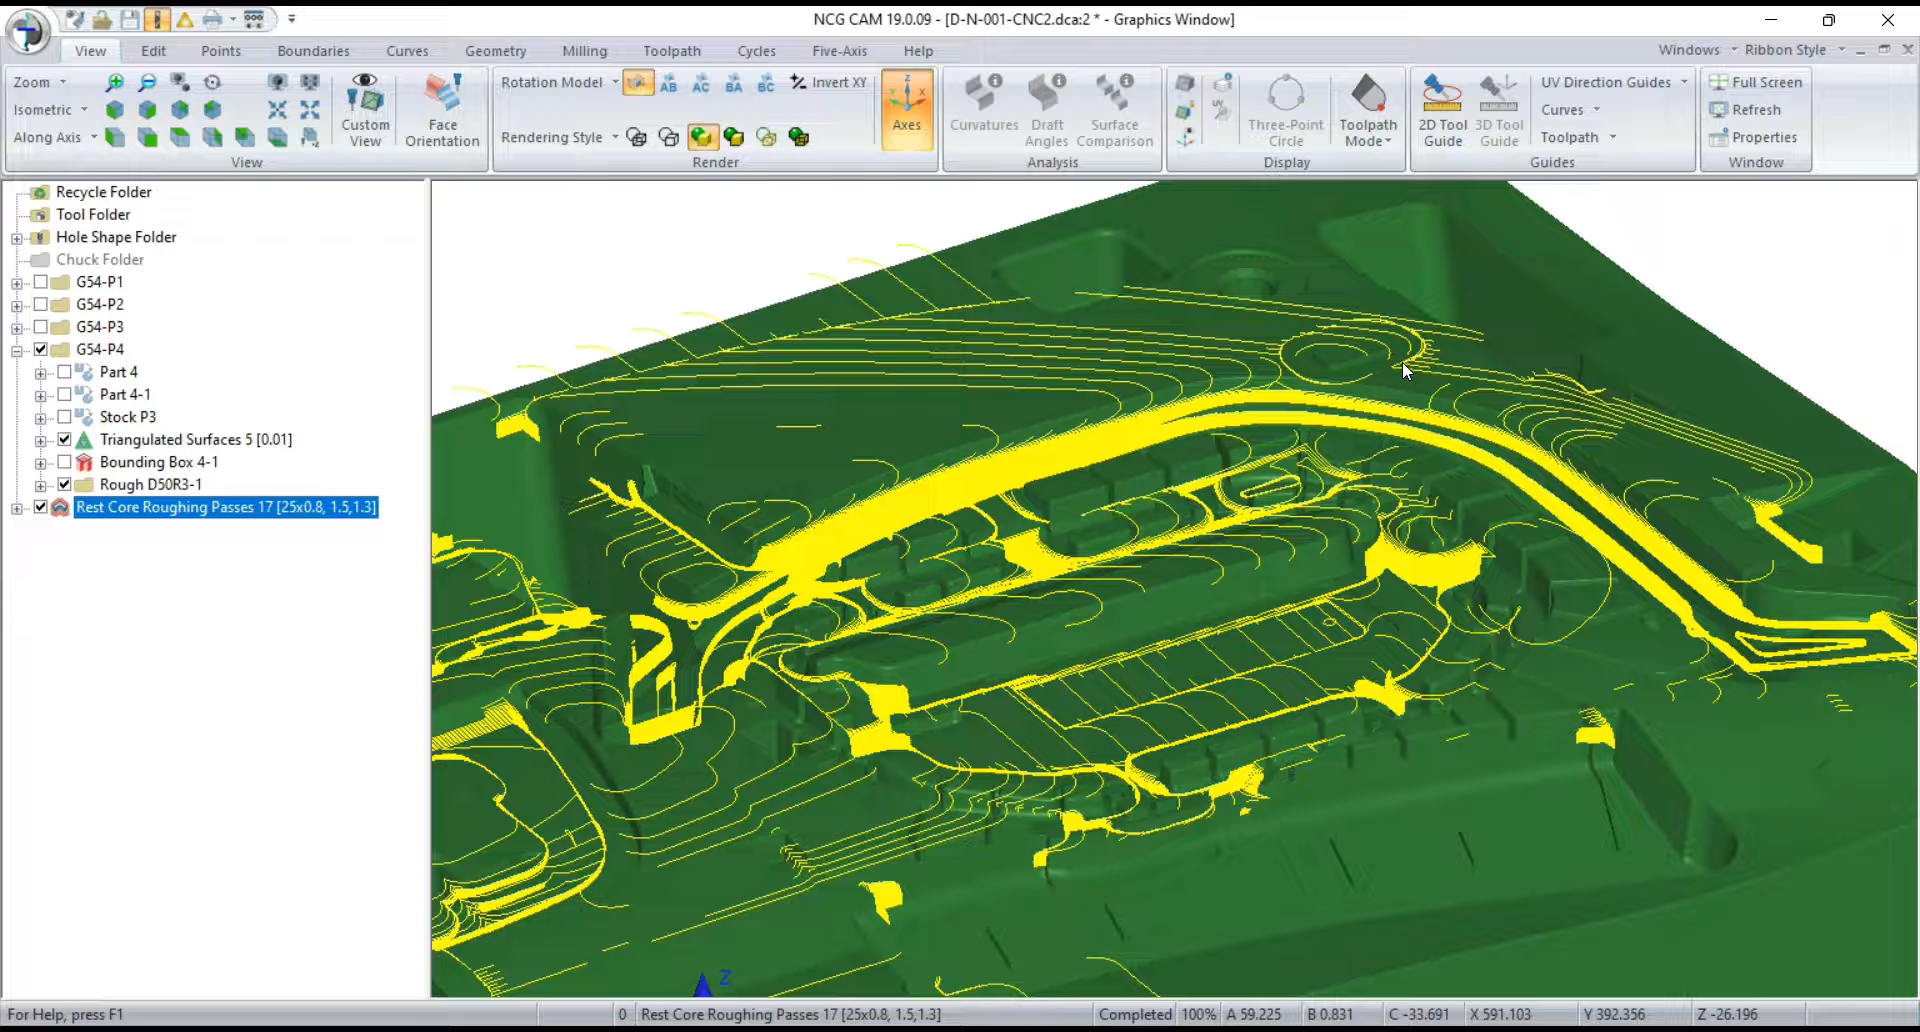 NCG CAM 19.0.09 - [D-N-001-CNC2.dca:2 * - Graphics Window]
View Edit Points Boundaries Curves Geometry Milling Toolpath Cycles Five-Axis Help Windows Ribbon Style
Zoom
Isometric
Along Axis
Custom View
Face Orientation
View
Rotation Model AB AC BA BC Invert XY
Rendering Style
Axes
Render
Curvatures
Draft Angles
Surface Comparison
Analysis
Three-Point Circle
Toolpath Mode
Display
2D Tool Guide
3D Tool Guide
UV Direction Guides
Curves
Toolpath
Guides
Full Screen
Refresh
Properties
Window
Recycle Folder
Tool Folder
Hole Shape Folder
Chuck Folder
G54-P1
G54-P2
G54-P3
G54-P4
Part 4
Part 4-1
Stock P3
Triangulated Surfaces 5 [0.01]
Bounding Box 4-1
Rough D50R3-1
Rest Core Roughing Passes 17 [25x0.8, 1.5,1.3]
Z
For Help, press F1 0 Rest Core Roughing Passes 17 [25x0.8, 1.5,1.3] Completed 100% A 59.225 B 0.831 C -33.691 X 591.103 Y 392.356 Z -26.196